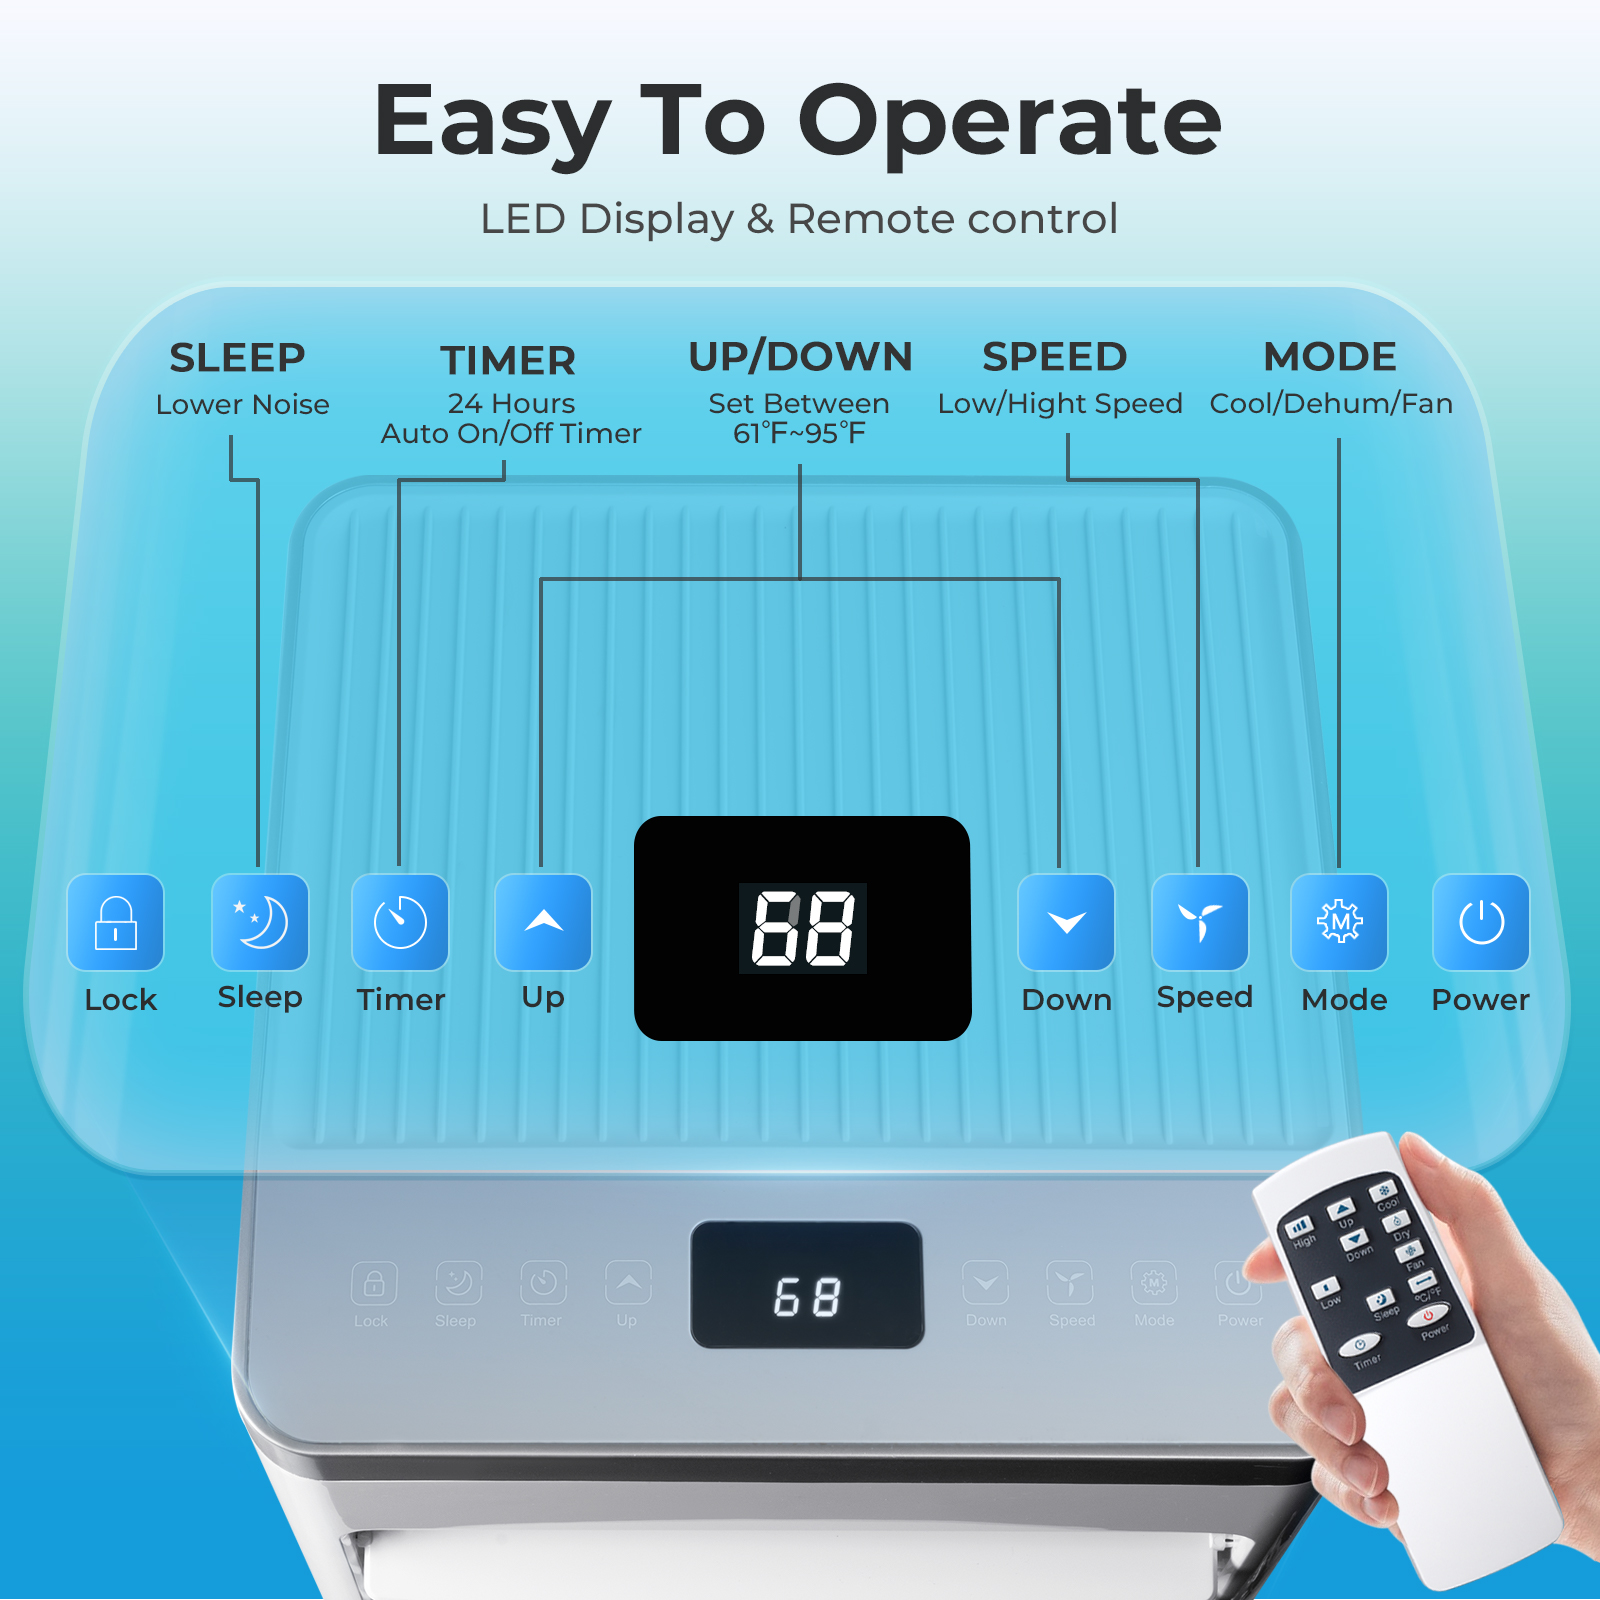 Easy To Operate
LED Display & Remote control
SLEEP
Lower Noise
TIMER
24 Hours
Auto On/Off Timer
UP/DOWN
Set Between
61°F~95°F
SPEED
Low/Hight Speed
MODE
Cool/Dehum/Fan
Lock
Sleep
Timer
Up
68
Down
Speed
M
Mode
Power
Lock
Sleep
Timer
Up
68
Down
Speed
M
Mode
Power
High
Up
Cool
Down
Dry
Fan
Low
Sleep
°C/°F
Timer
Power